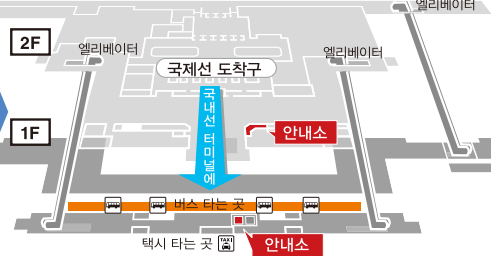 엘리베이터
2F
엘리베이터
엘리베이터
국제선 도착구
국내선 터미널에
1F
안내소
버스 타는 곳
택시 타는 곳
TAXI
안내소